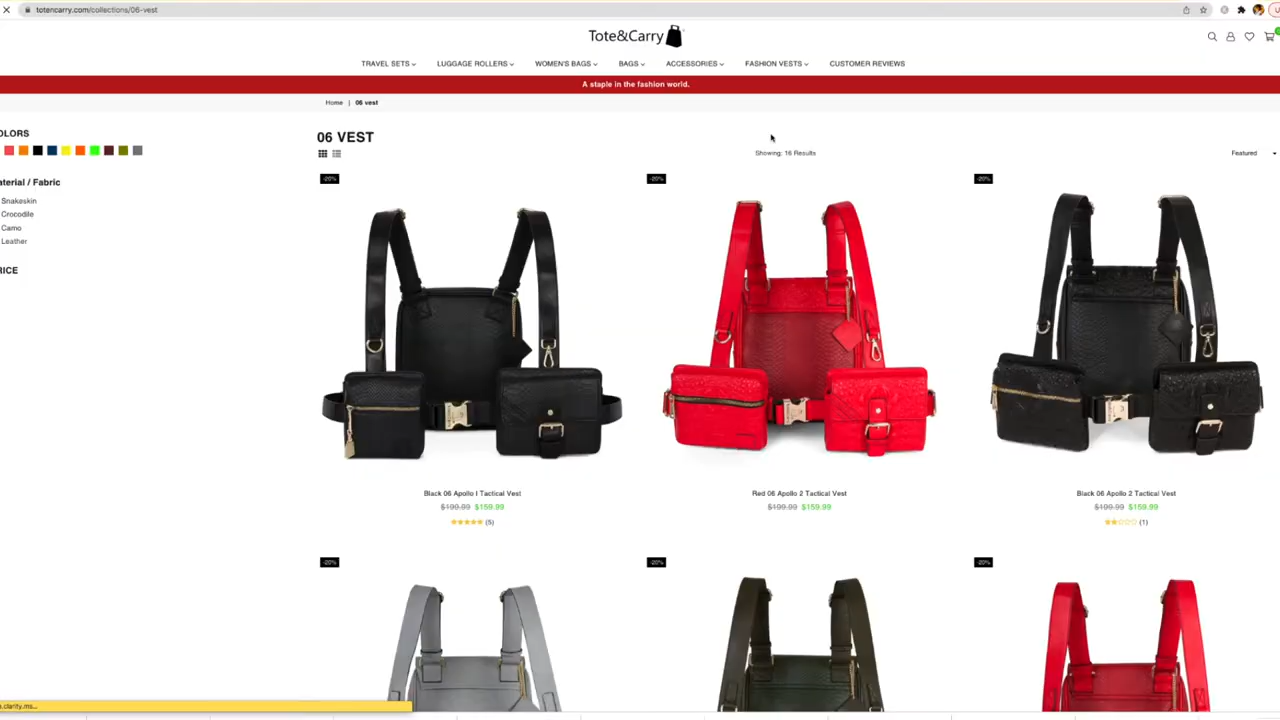 totencarry.com/collections/06-vest
Tote&Carry
TRAVEL SETS LUGGAGE ROLLERS WOMEN'S BAGS BAGS ACCESSORIES FASHION VESTS CUSTOMER REVIEWS
A staple in the fashion world.
Home | 06 vest
OLORS
aterial / Fabric
Snakeskin
Crocodile
Camo
Leather
RICE
06 VEST
Showing: 16 Results
Featured
-20% -20% -20%
Black 06 Apollo I Tactical Vest
$199.99 $159.99
(5)
Red 06 Apollo 2 Tactical Vest
$199.99 $159.99
Black 06 Apollo 2 Tactical Vest
$199.99 $159.99
(1)
-20% -20% -20%
.clarity.ms...